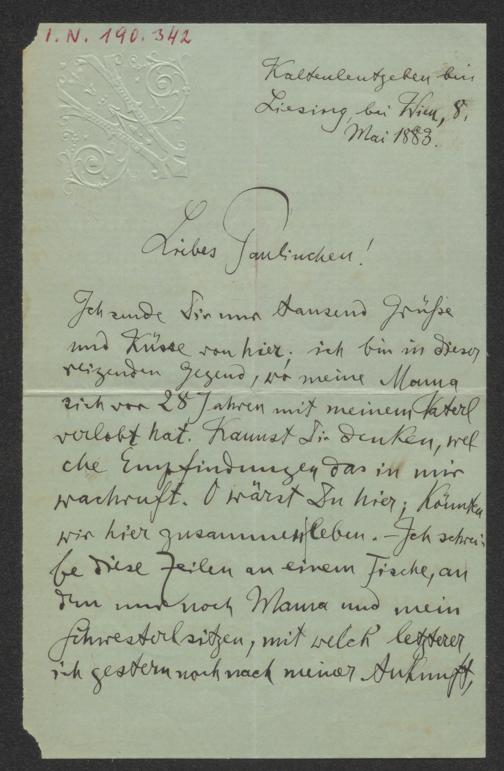 I.N. 190.342
Kaltenleutgeben bei
Liesing, bei Wien, 8.
Mai 1883.
Liebes Paulinchen!
Ich sende Dir nur tausend Grüße
und Küsse von hier; ich bin in dieser
reizenden Gegend, wo meine Mama
sich vor 28 Jahren mit meinem Vaterl
verlobt hat. Kannst Dir denken, wel
che Empfindungen das in mir
wachruft. O wärst Du hier; könnten
wir hier zusammen leben. – Ich schrei-
be diese Zeilen an einem Tische, an
dem nur noch Mama und mein
Schwesterl sitzen, mit welch' letzterer
ich gestern noch nach meiner Ankunft,